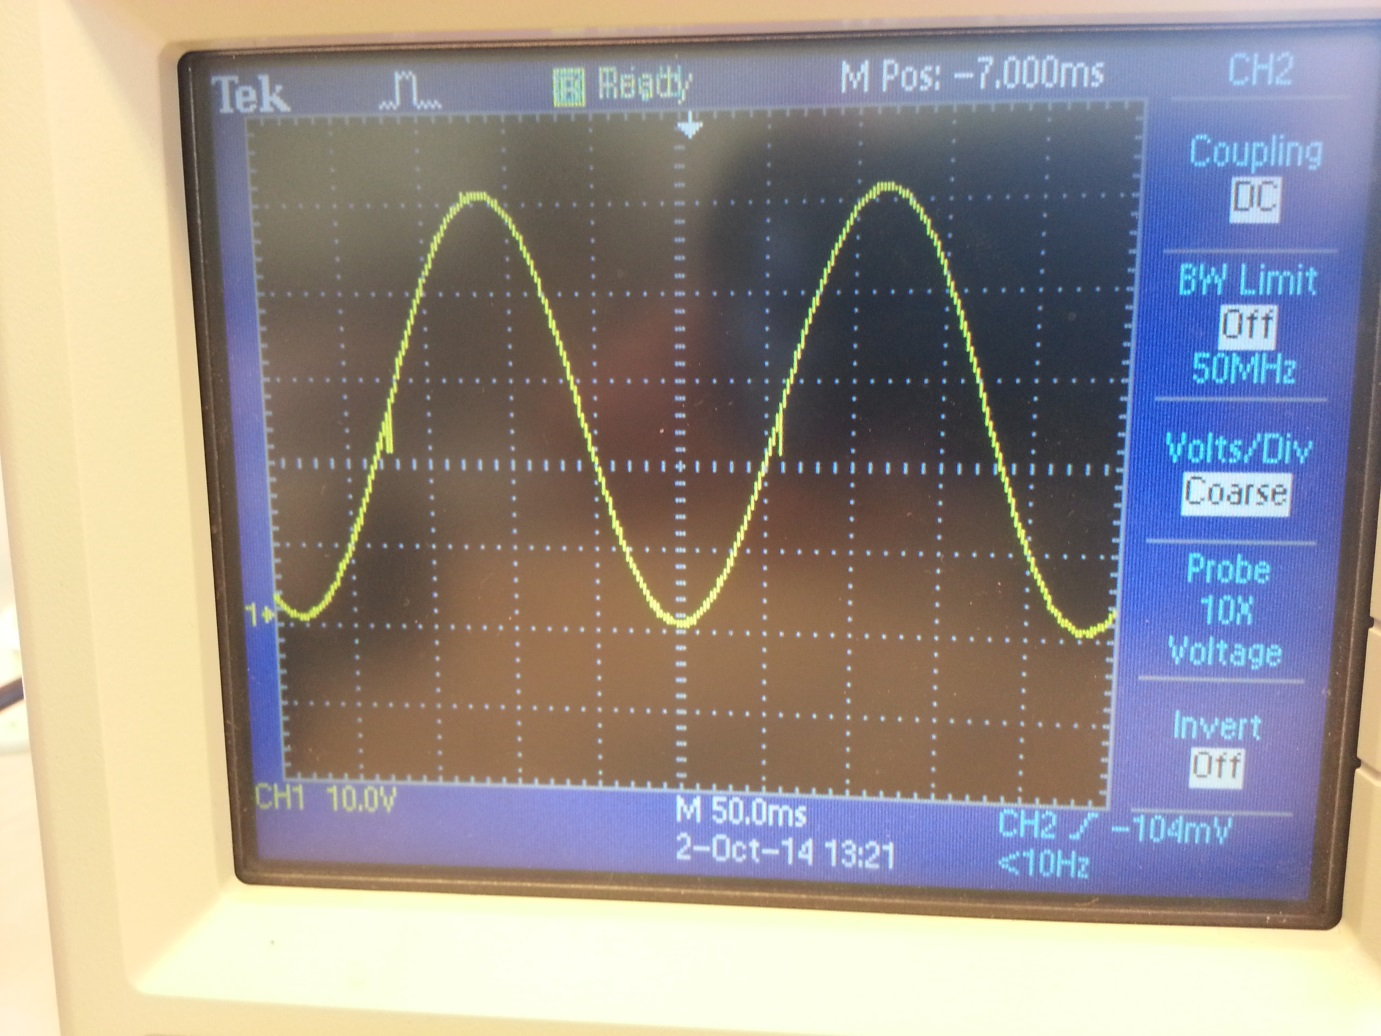 Tek
M Pos: -7.000ms
CH2
Coupling
DC
BW Limit
Off
50MHz
Volts/Div
Coarse
Probe
10X
Voltage
Invert
Off
1
CH1 10.0V
M 50.0ms
CH2 -104mV
2-Oct-14 13:21
<10Hz